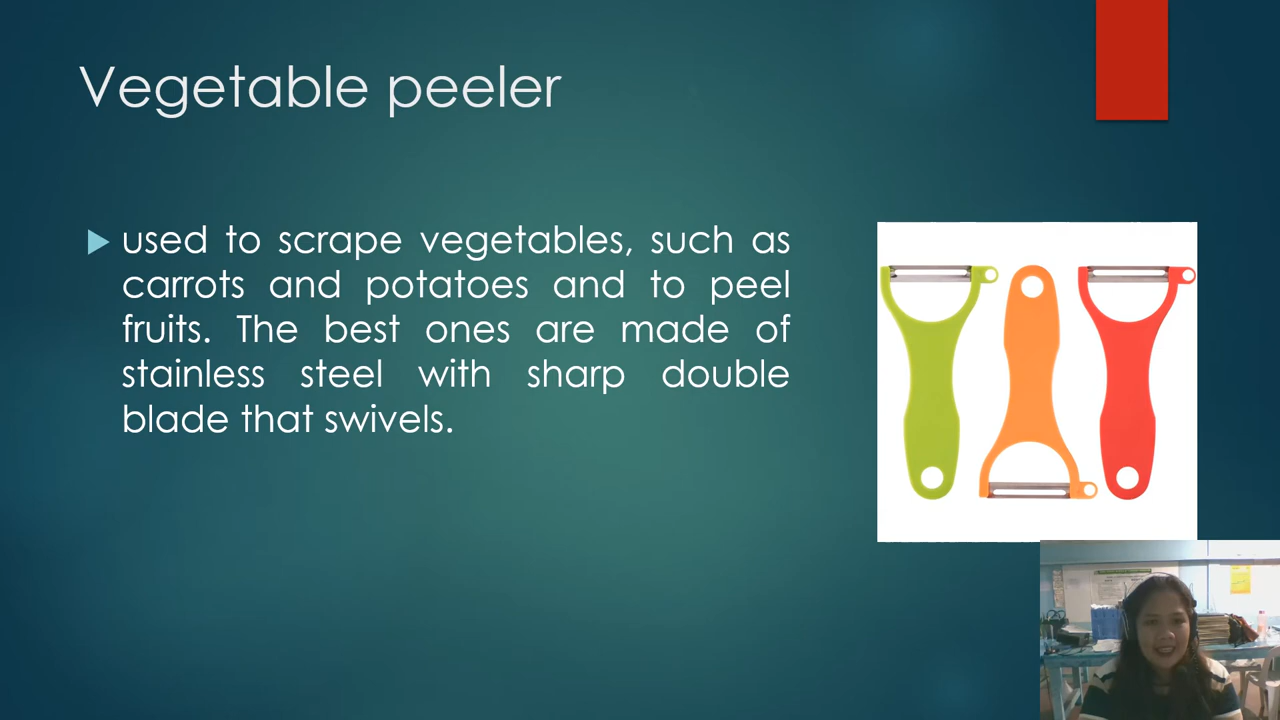 Vegetable peeler
used to scrape vegetables, such as
carrots and potatoes and to peel
fruits. The best ones are made of
stainless steel with sharp double
blade that swivels.